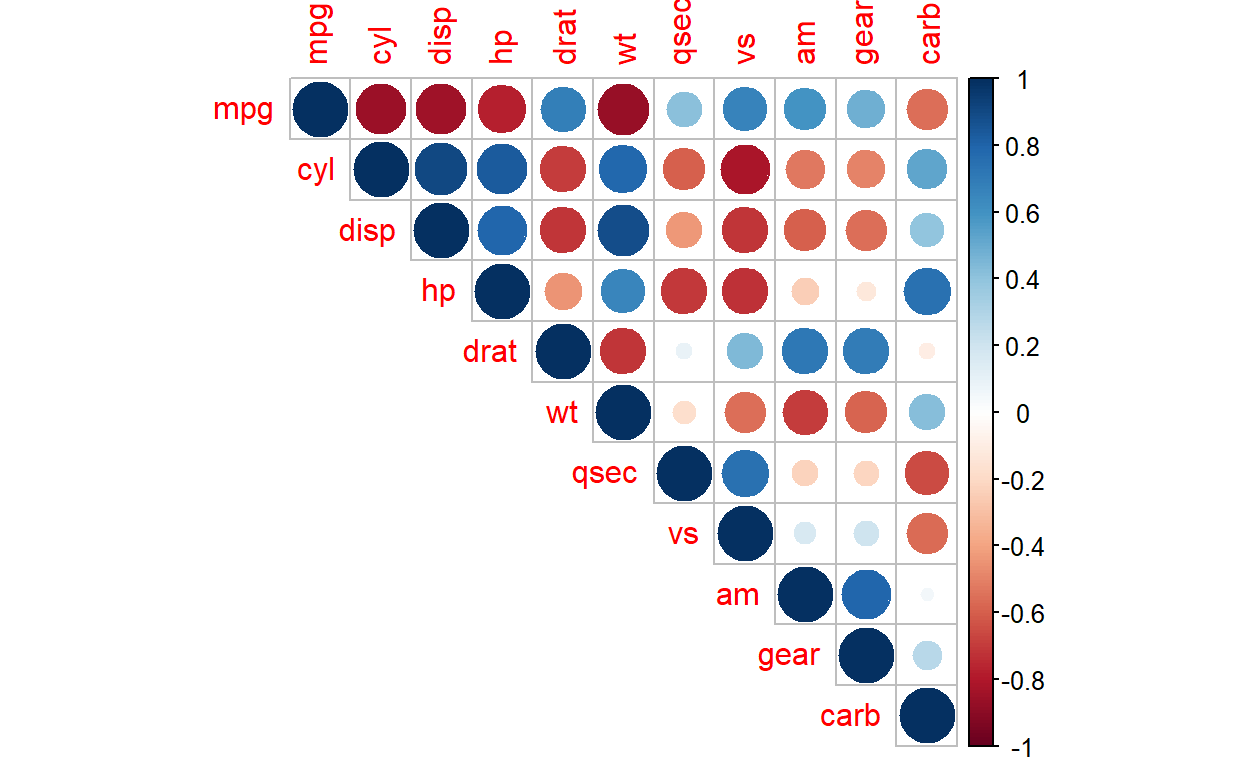 mpg
cyl
disp
hp
drat
wt
qsec
vs
am
gear
carb
mpg
cyl
disp
hp
drat
wt
qsec
vs
am
gear
carb
1
0.8
0.6
0.4
0.2
0
-0.2
-0.4
-0.6
-0.8
-1